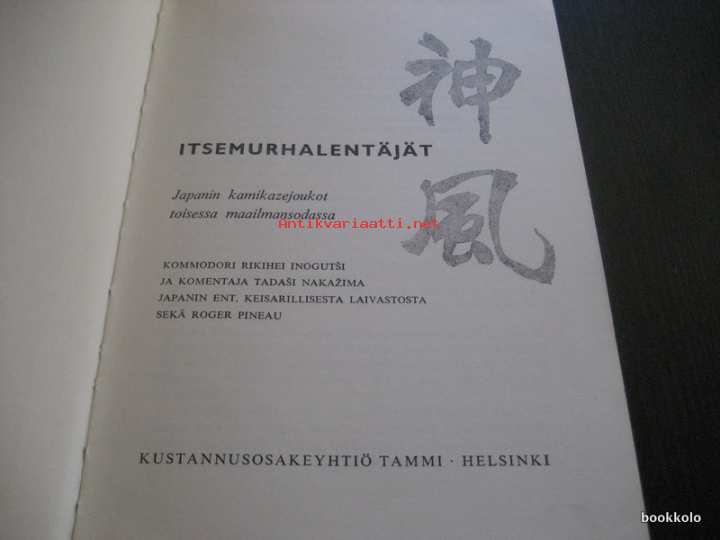 神
風
ITSEMURHALENTÄJÄT
Japanin kamikazejoukot
toisessa maailmansodassa
Antikvariaatti.net
KOMMODORI RIKIHEI INOGUTŠI
JA KOMENTAJA TADAŠI NAKAŽIMA
JAPANIN ENT. KEISARILLISESTA LAIVASTOSTA
SEKÄ ROGER PINEAU
KUSTANNUSOSAKEYHTIÖ TAMMI · HELSINKI
bookkolo